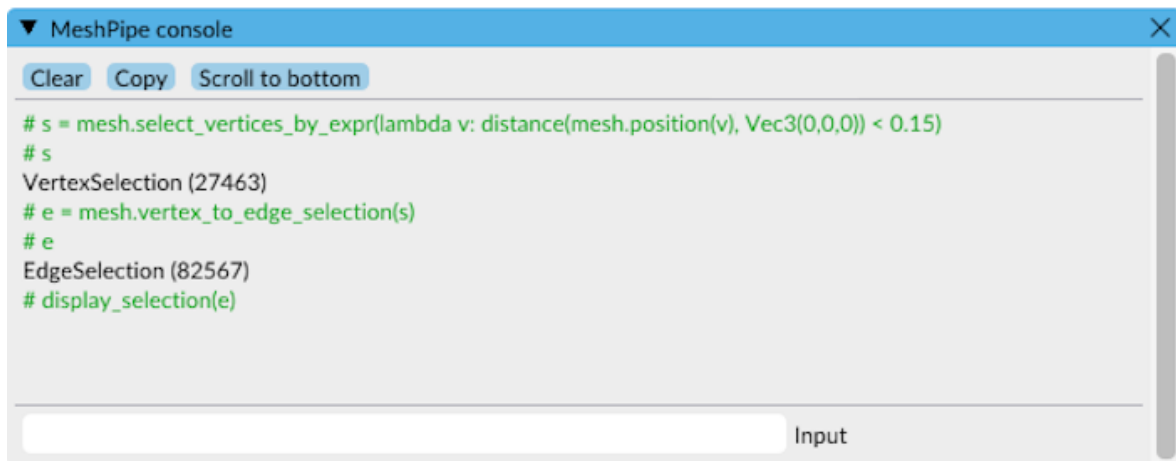 MeshPipe console
Clear Copy Scroll to bottom
# s = mesh.select_vertices_by_expr(lambda v: distance(mesh.position(v), Vec3(0,0,0)) < 0.15)
# s
VertexSelection (27463)
# e = mesh.vertex_to_edge_selection(s)
# e
EdgeSelection (82567)
# display_selection(e)
Input